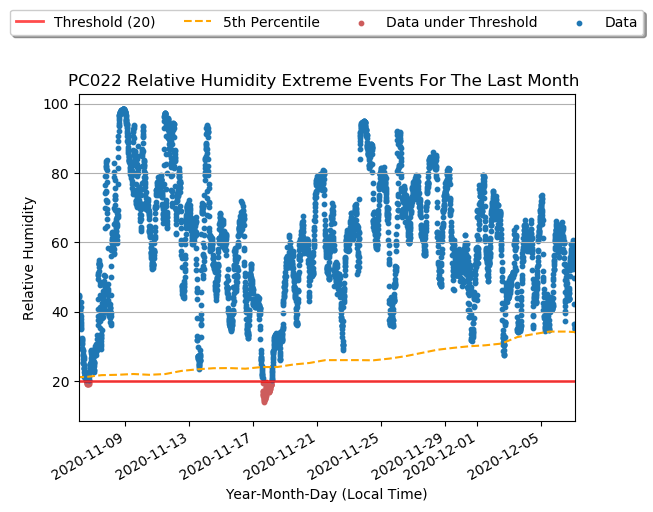 Threshold (20) 5th Percentile Data under Threshold Data
PC022 Relative Humidity Extreme Events For The Last Month
100
80
60
40
20
Relative Humidity
2020-11-09 2020-11-13 2020-11-17 2020-11-21 2020-11-25 2020-11-29 2020-12-01 2020-12-05
Year-Month-Day (Local Time)